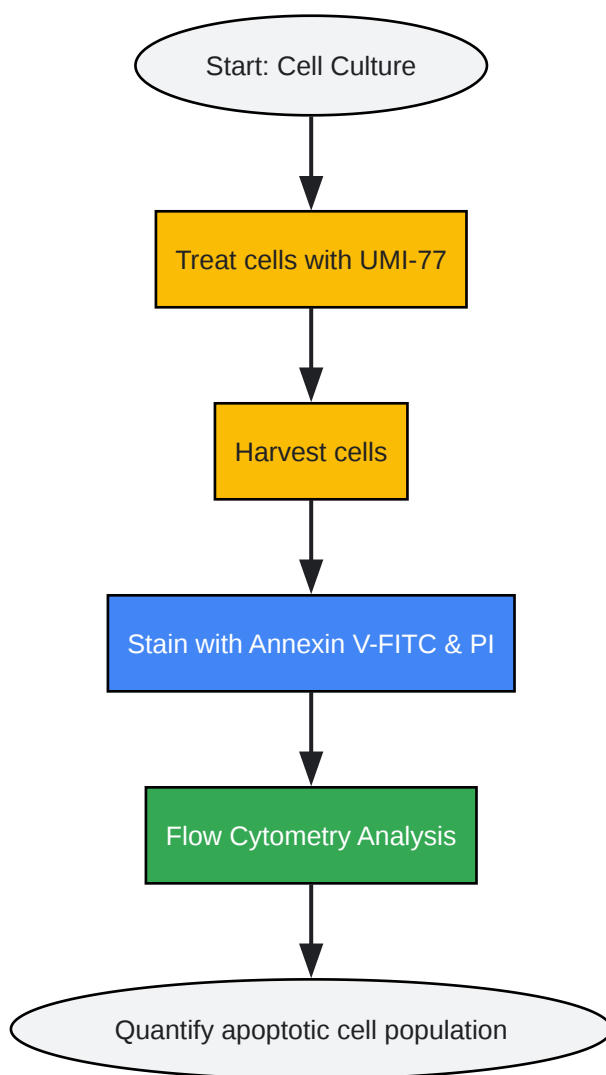 Start: Cell Culture
Treat cells with UMI-77
Harvest cells
Stain with Annexin V-FITC & PI
Flow Cytometry Analysis
Quantify apoptotic cell population